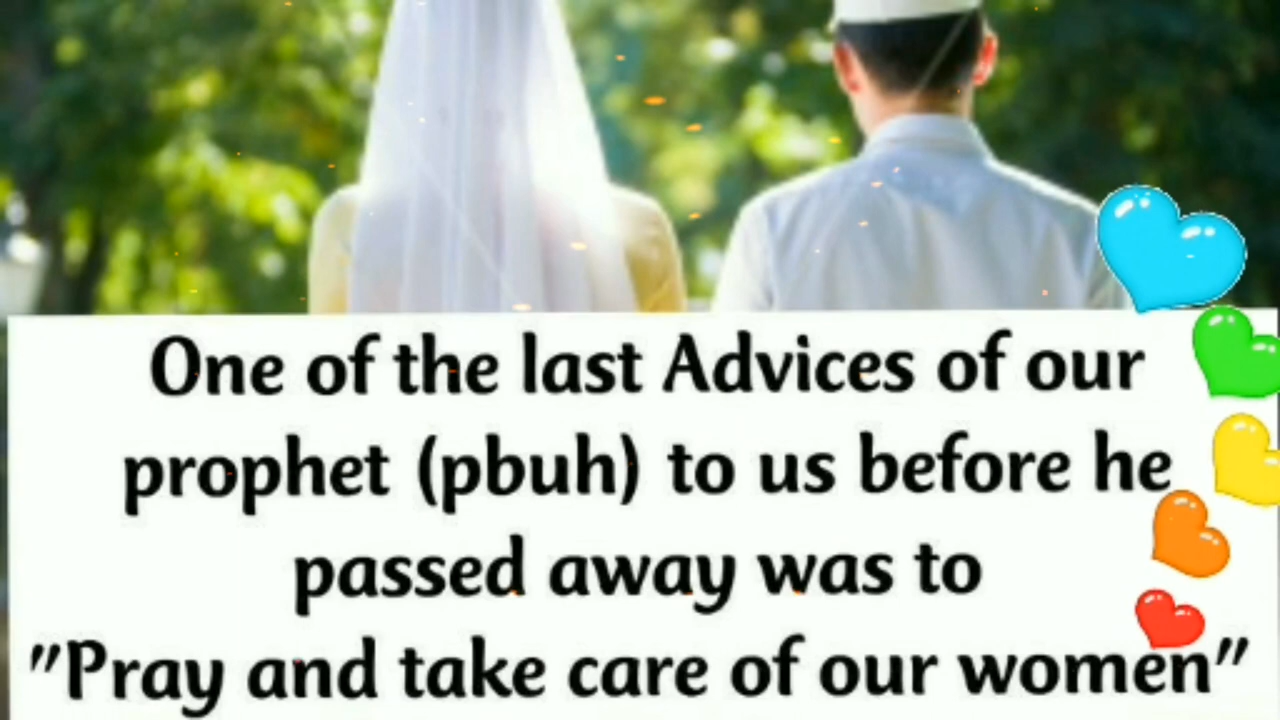 One of the last Advices of our
prophet (pbuh) to us before he
passed away was to
"Pray and take care of our women"